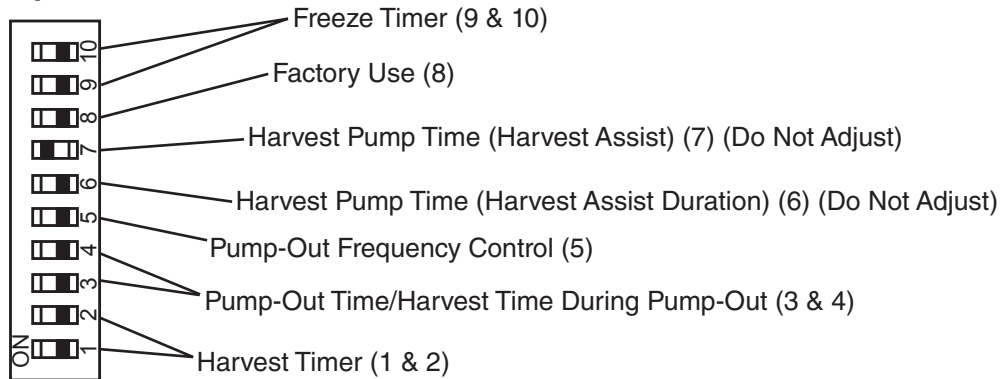 Freeze Timer (9 & 10)
Factory Use (8)
Harvest Pump Time (Harvest Assist) (7) (Do Not Adjust)
Harvest Pump Time (Harvest Assist Duration) (6) (Do Not Adjust)
Pump-Out Frequency Control (5)
Pump-Out Time/Harvest Time During Pump-Out (3 & 4)
Harvest Timer (1 & 2)
10
9
8
7
6
5
4
3
2
1
ON